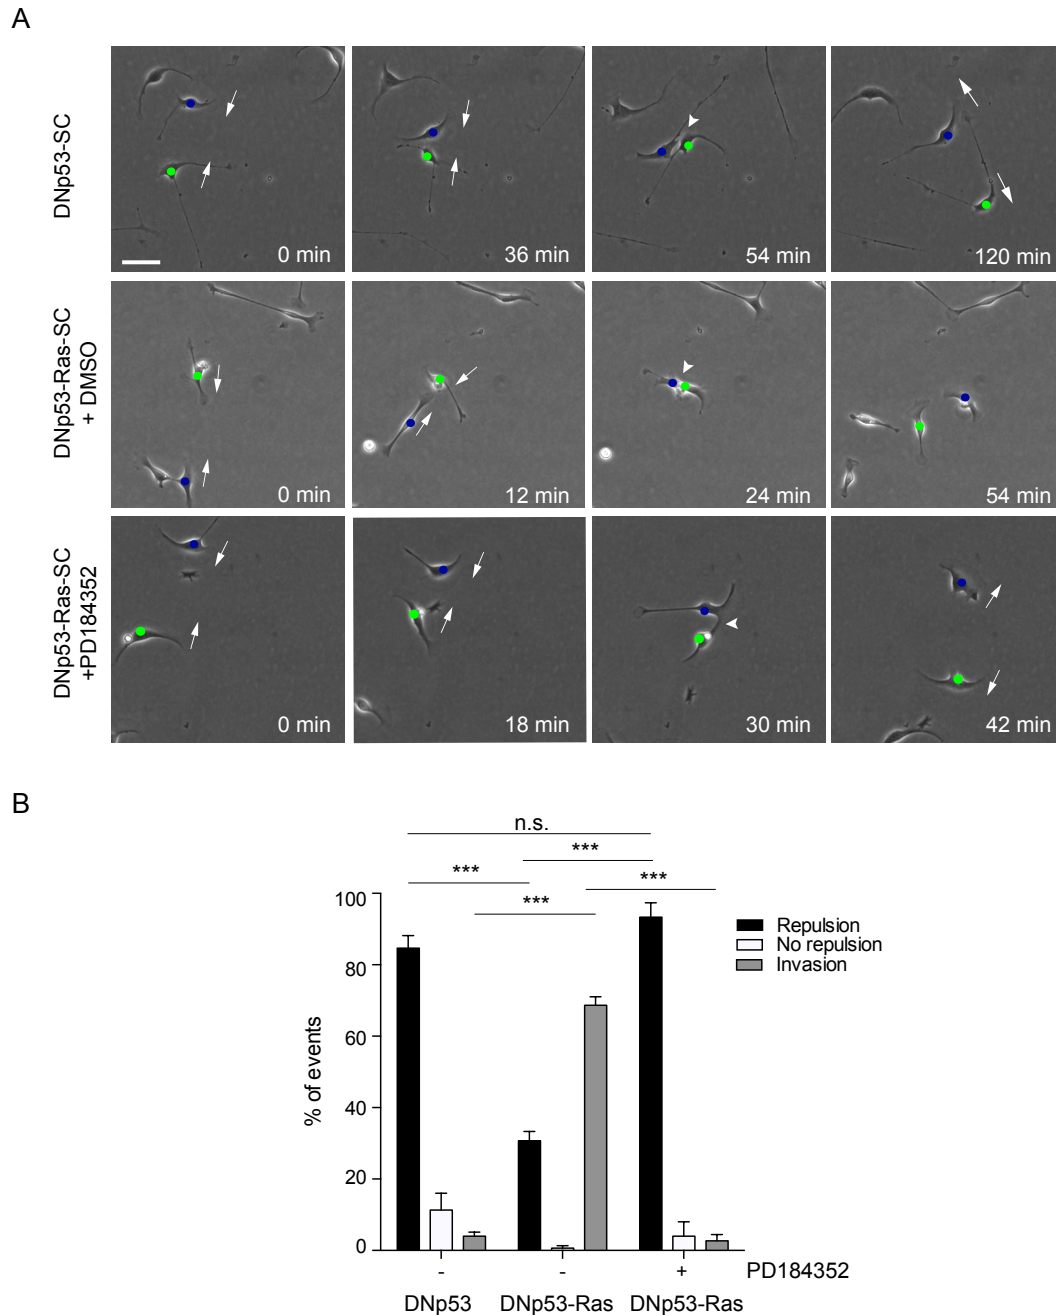 A
DNp53-SC
0 min
36 min
54 min
120 min
DNp53-Ras-SC
+ DMSO
0 min
12 min
24 min
54 min
DNp53-Ras-SC
+PD184352
0 min
18 min
30 min
42 min
B
n.s.
***
***
***
***
% of events
100
80
60
40
20
0
Repulsion
No repulsion
Invasion
- - + PD184352
DNp53 DNp53-Ras DNp53-Ras